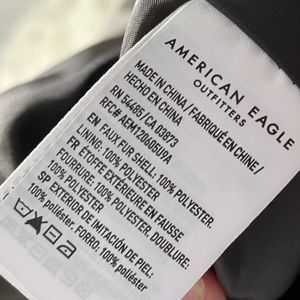 AMERICAN EAGLE
OUTFITTERS
MADE IN CHINA / FABRIQUÉ EN CHINE /
HECHO EN CHINA
RN 54485 / CA 03873
RFC# AEM120605U9A
EN: FAUX FUR SHELL: 100% POLYESTER.
LINING: 100% POLYESTER
FR: ÉTOFFE EXTÉRIEURE EN FAUSSE
FOURRURE: 100% POLYESTER. DOUBLURE:
100% POLYESTER
SP: EXTERIOR DE IMITACIÓN DE PIEL:
100% poliéster. FORRO: 100% poliéster.